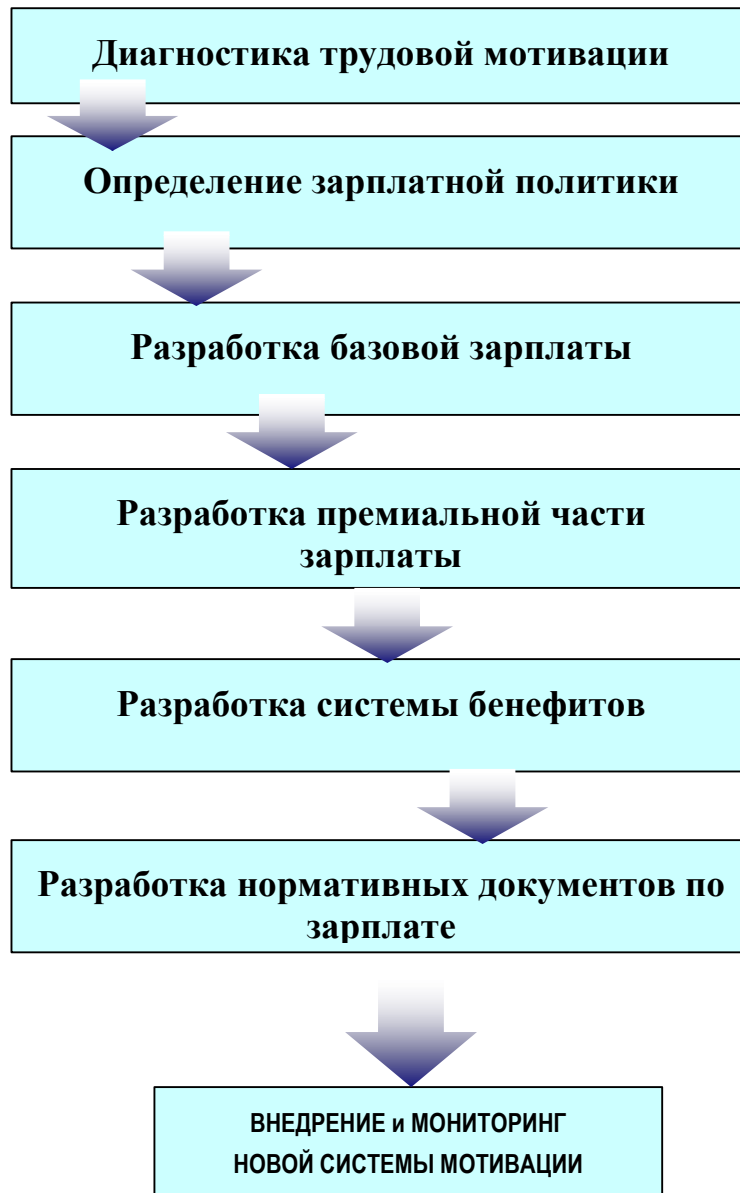 Диагностика трудовой мотивации
Определение зарплатной политики
Разработка базовой зарплаты
Разработка премиальной части
зарплаты
Разработка системы бенефитов
Разработка нормативных документов по
зарплате
ВНЕДРЕНИЕ и МОНИТОРИНГ
НОВОЙ СИСТЕМЫ МОТИВАЦИИ